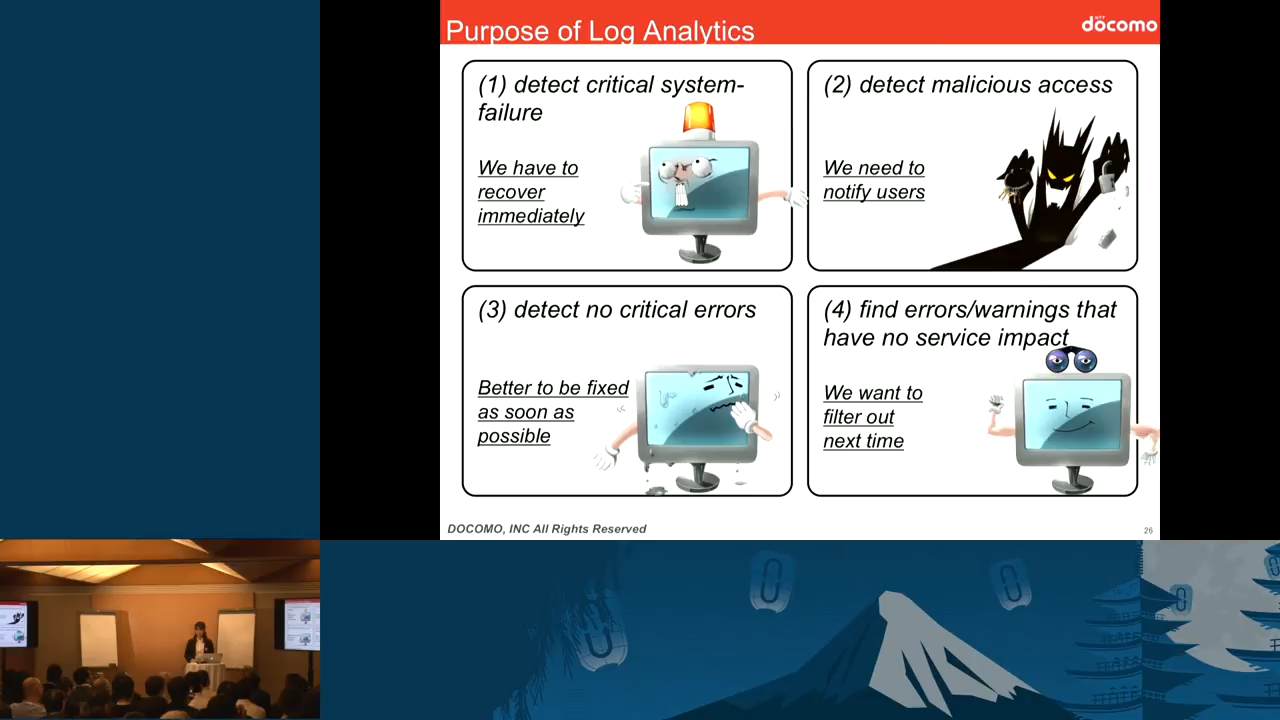 Purpose of Log Analytics
NTT
döcomo
(1) detect critical system-
failure
We have to
recover
immediately
(2) detect malicious access
We need to
notify users
(3) detect no critical errors
Better to be fixed
as soon as
possible
(4) find errors/warnings that
have no service impact
We want to
filter out
next time
DOCOMO, INC All Rights Reserved
26